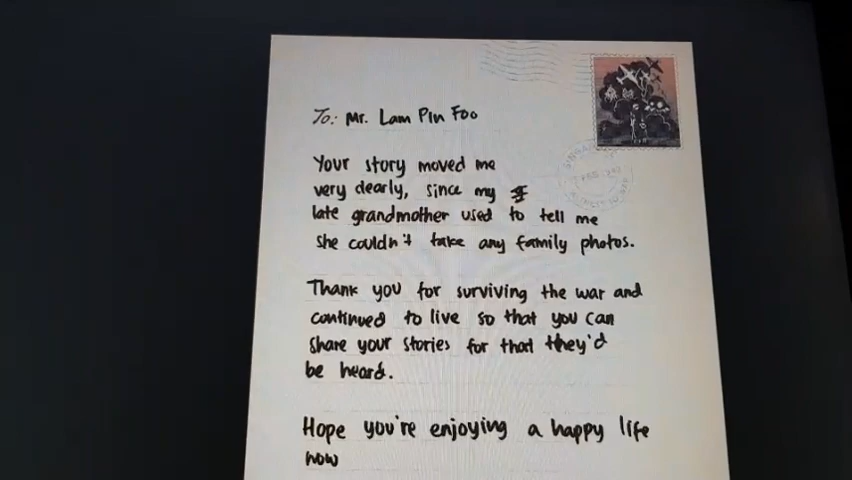 To: Mr. Lam Pin Foo
Your story moved me
very dearly, since my
late grandmother used to tell me
she couldn't take any family photos.
Thank you for surviving the war and
continued to live so that you can
share your stories for that they'd
be heard.
Hope you're enjoying a happy life
now